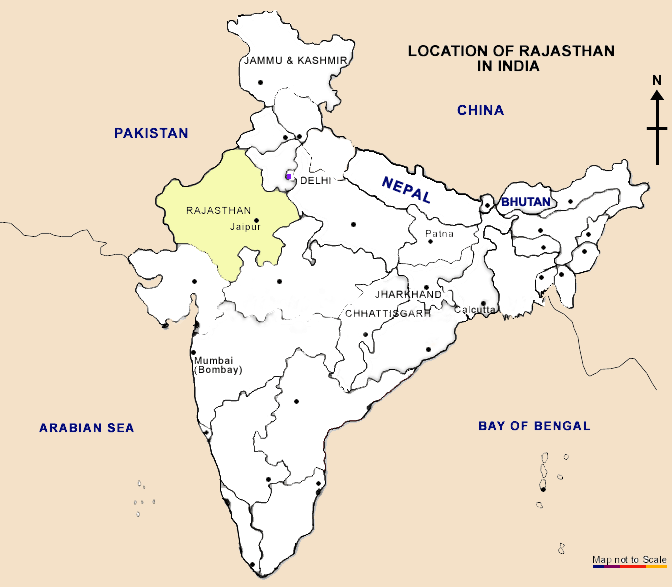 LOCATION OF RAJASTHAN
IN INDIA
JAMMU & KASHMIR
N
CHINA
PAKISTAN
DELHI
NEPAL
BHUTAN
RAJASTHAN
Jaipur
Patna
JHARKHAND
CHHATTISGARH
Calcutta
Mumbai
(Bombay)
ARABIAN SEA
BAY OF BENGAL
Map not to Scale